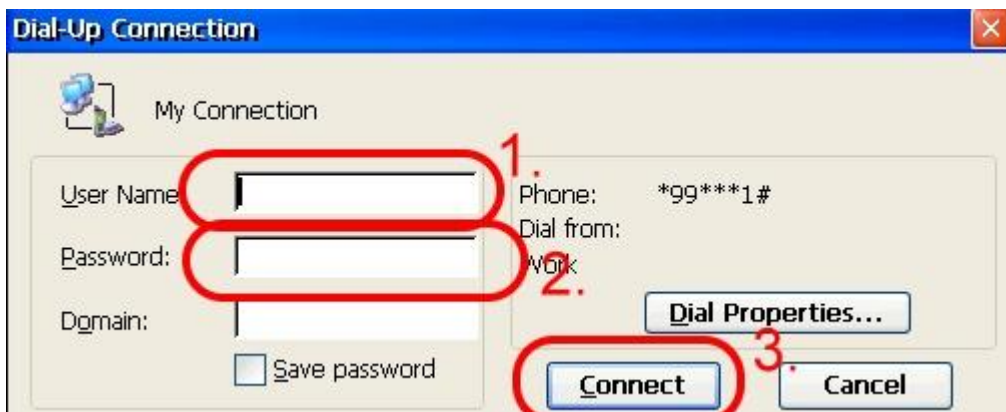 Dial-Up Connection
My Connection
1.
User Name
Password:
2.
Domain:
Save password
Phone: *99***1#
Dial from:
Work
Dial Properties...
3.
Connect
Cancel